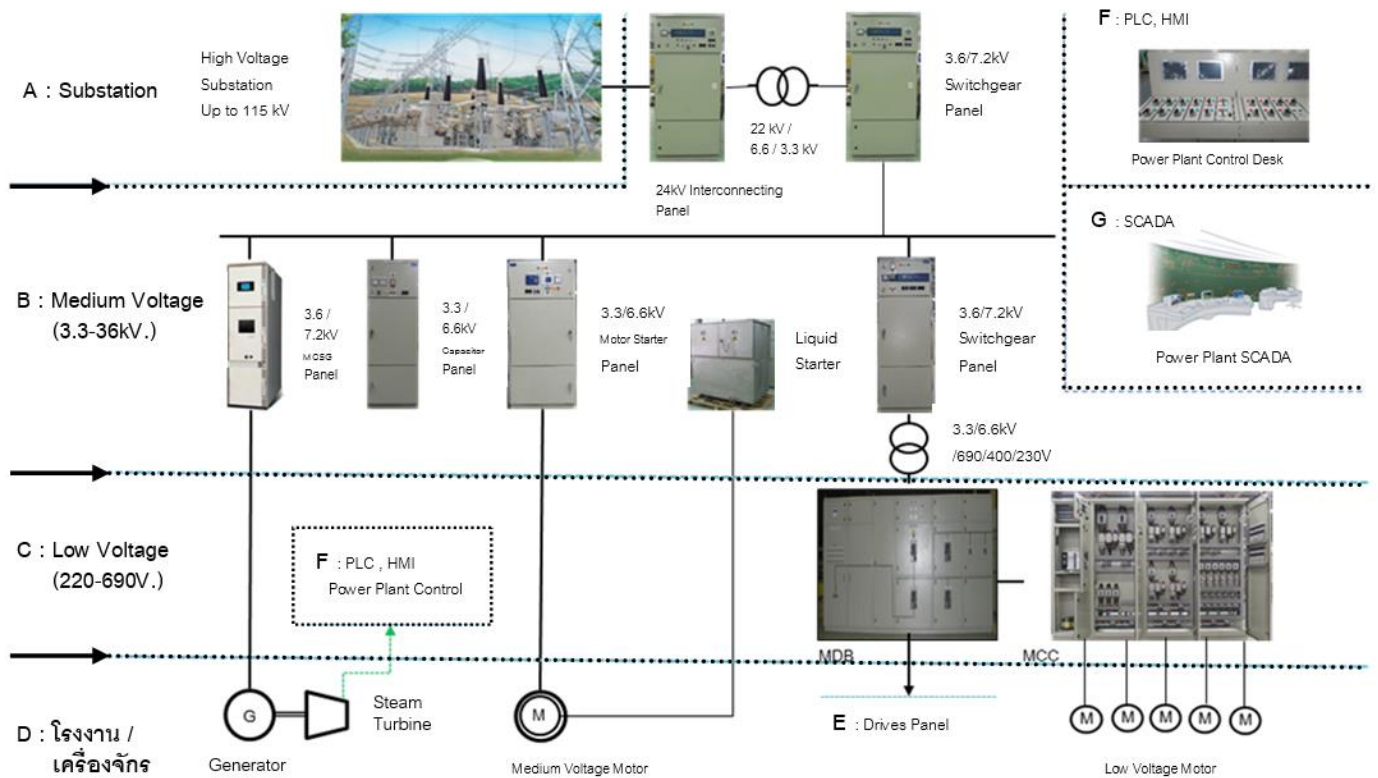 A : Substation
High Voltage
Substation
Up to 115 kV
22 kV /
6.6 / 3.3 kV
24kV Interconnecting
Panel
3.6/7.2kV
Switchgear
Panel
F : PLC, HMI
Power Plant Control Desk
G : SCADA
Power Plant SCADA
B : Medium Voltage
(3.3-36kV.)
3.6 /
7.2kV
MCSG
Panel
3.3 /
6.6kV
Capacitor
Panel
3.3/6.6kV
Motor Starter
Panel
Liquid
Starter
3.6/7.2kV
Switchgear
Panel
3.3/6.6kV
/690/400/230V
C : Low Voltage
(220-690V.)
F : PLC , HMI
Power Plant Control
MDB
MCC
D : โรงงาน /
เครื่องจักร
G
Steam
Turbine
Generator
M
Medium Voltage Motor
E : Drives Panel
M M M M M
Low Voltage Motor